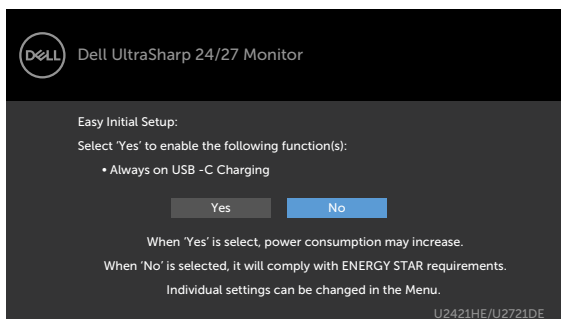 DELL
Dell UltraSharp 24/27 Monitor
Easy Initial Setup:
Select ‘Yes’ to enable the following function(s):
• Always on USB -C Charging
Yes No
When ‘Yes’ is select, power consumption may increase.
When ‘No’ is selected, it will comply with ENERGY STAR requirements.
Individual settings can be changed in the Menu.
U2421HE/U2721DE